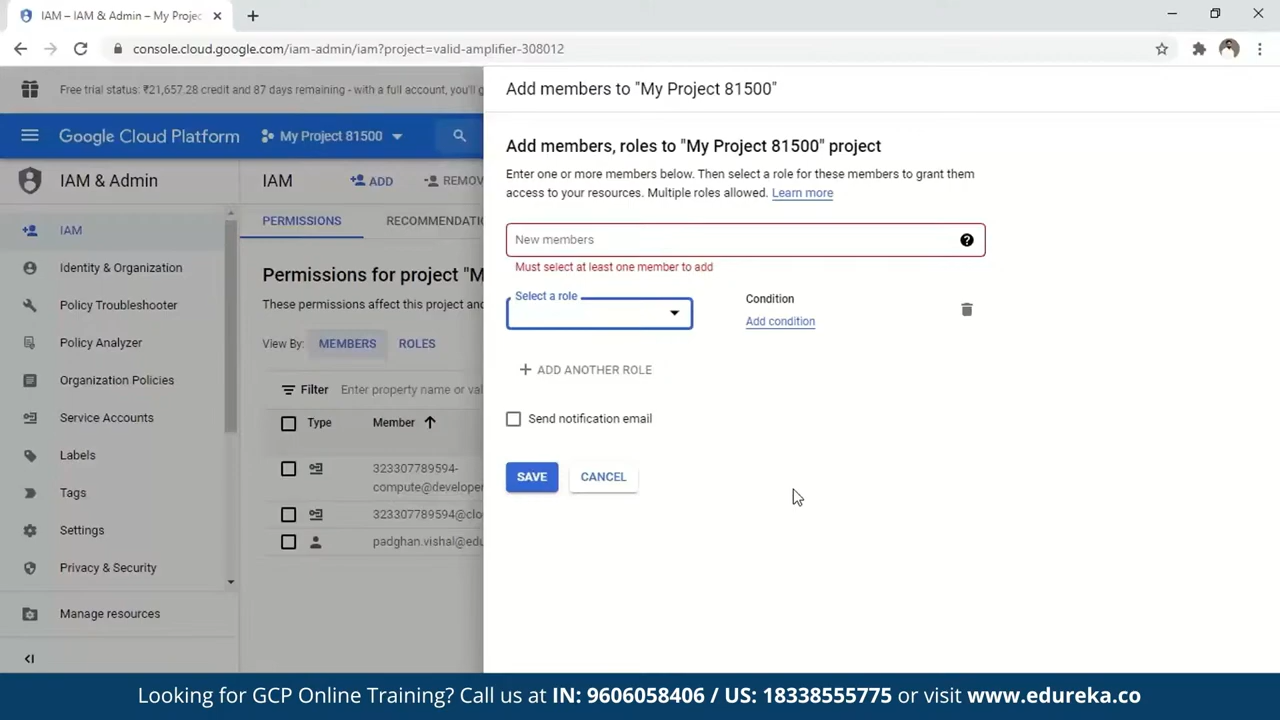 IAM – IAM & Admin – My Projec
console.cloud.google.com/iam-admin/iam?project=valid-amplifier-308012
Free trial status: ₹21,657.28 credit and 87 days remaining - with a full account, you'll g
Google Cloud Platform
My Project 81500
IAM & Admin
IAM
Identity & Organization
Policy Troubleshooter
Policy Analyzer
Organization Policies
Service Accounts
Labels
Tags
Settings
Privacy & Security
Manage resources
IAM
ADD
REMOV
PERMISSIONS
RECOMMENDATIO
Permissions for project "M
These permissions affect this project and
View By:
MEMBERS
ROLES
Filter
Enter property name or val
Type
Member
323307789594-
compute@developer
323307789594@clo
padghan.vishal@edu
Add members to "My Project 81500"
Add members, roles to "My Project 81500" project
Enter one or more members below. Then select a role for these members to grant them
access to your resources. Multiple roles allowed. Learn more
New members
?
Must select at least one member to add
Select a role
Condition
Add condition
+ ADD ANOTHER ROLE
Send notification email
SAVE
CANCEL
Looking for GCP Online Training? Call us at IN: 9606058406 / US: 18338555775 or visit www.edureka.co